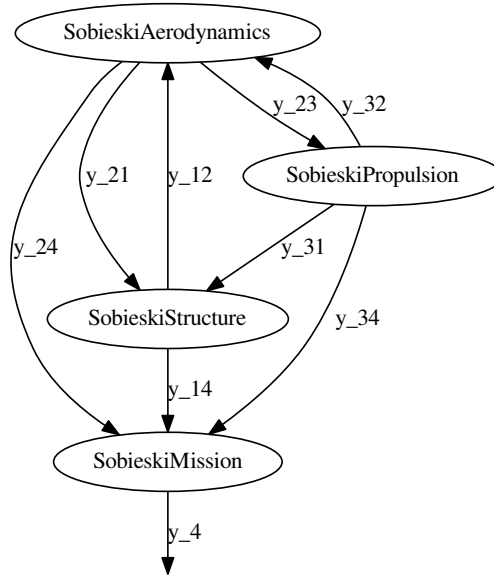 SobieskiAerodynamics
y_23
y_32
y_21
y_12
SobieskiPropulsion
y_24
y_31
SobieskiStructure
y_34
y_14
SobieskiMission
y_4